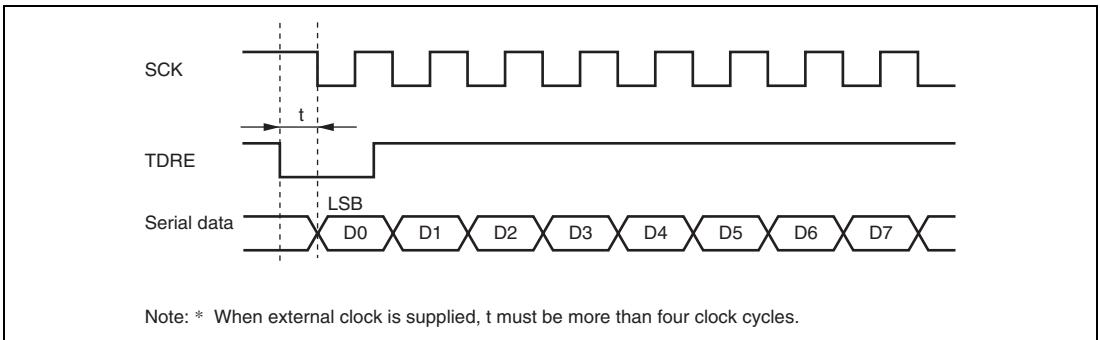 SCK
t
TDRE
LSB
Serial data D0 D1 D2 D3 D4 D5 D6 D7
Note: * When external clock is supplied, t must be more than four clock cycles.